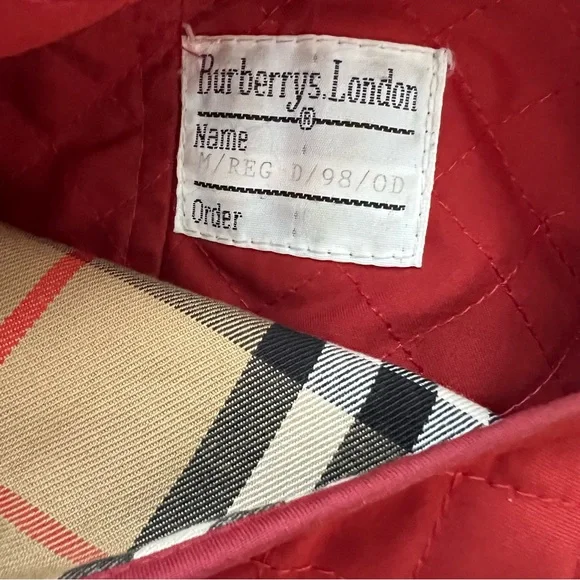 Burberrys.London
®
Name
M/REG D/98/OD
Order